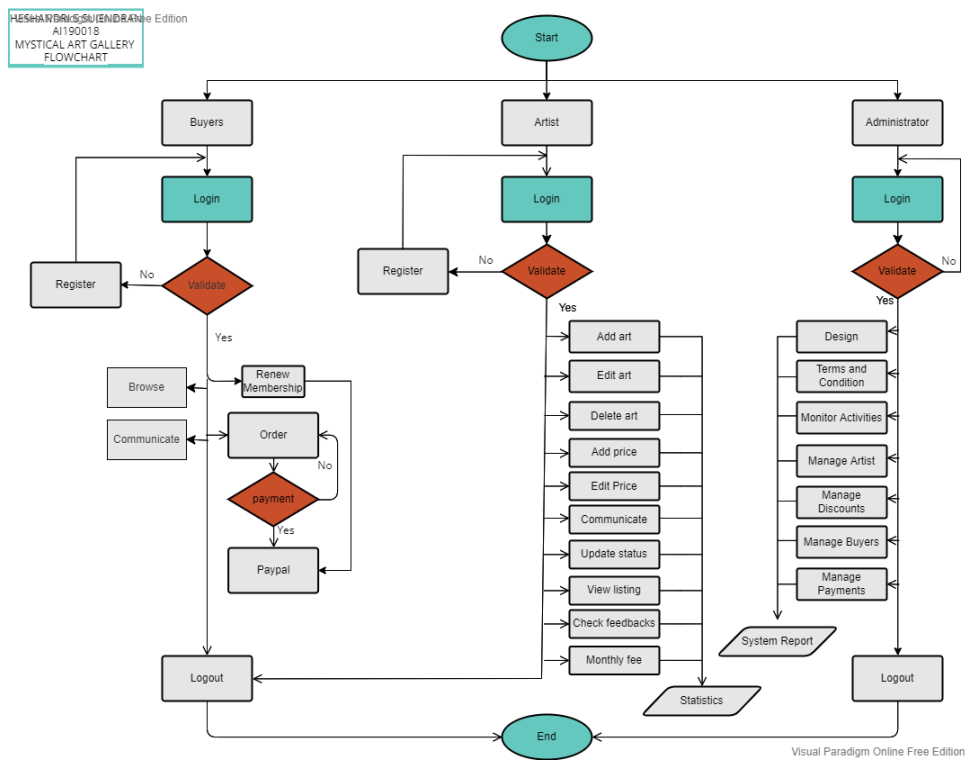 Free Edition
AI190018
MYSTICAL ART GALLERY
FLOWCHART
Start
Buyers
Artist
Administrator
Login
Login
Login
Validate
Validate
Validate
No
No
No
Register
Register
Yes
Yes
Yes
Browse
Communicate
Renew
Membership
Order
No
payment
Yes
Paypal
Add art
Edit art
Delete art
Add price
Edit Price
Communicate
Update status
View listing
Check feedbacks
Monthly fee
Design
Terms and
Condition
Monitor Activities
Manage Artist
Manage
Discounts
Manage Buyers
Manage
Payments
System Report
Statistics
Logout
Logout
End
Visual Paradigm Online Free Edition